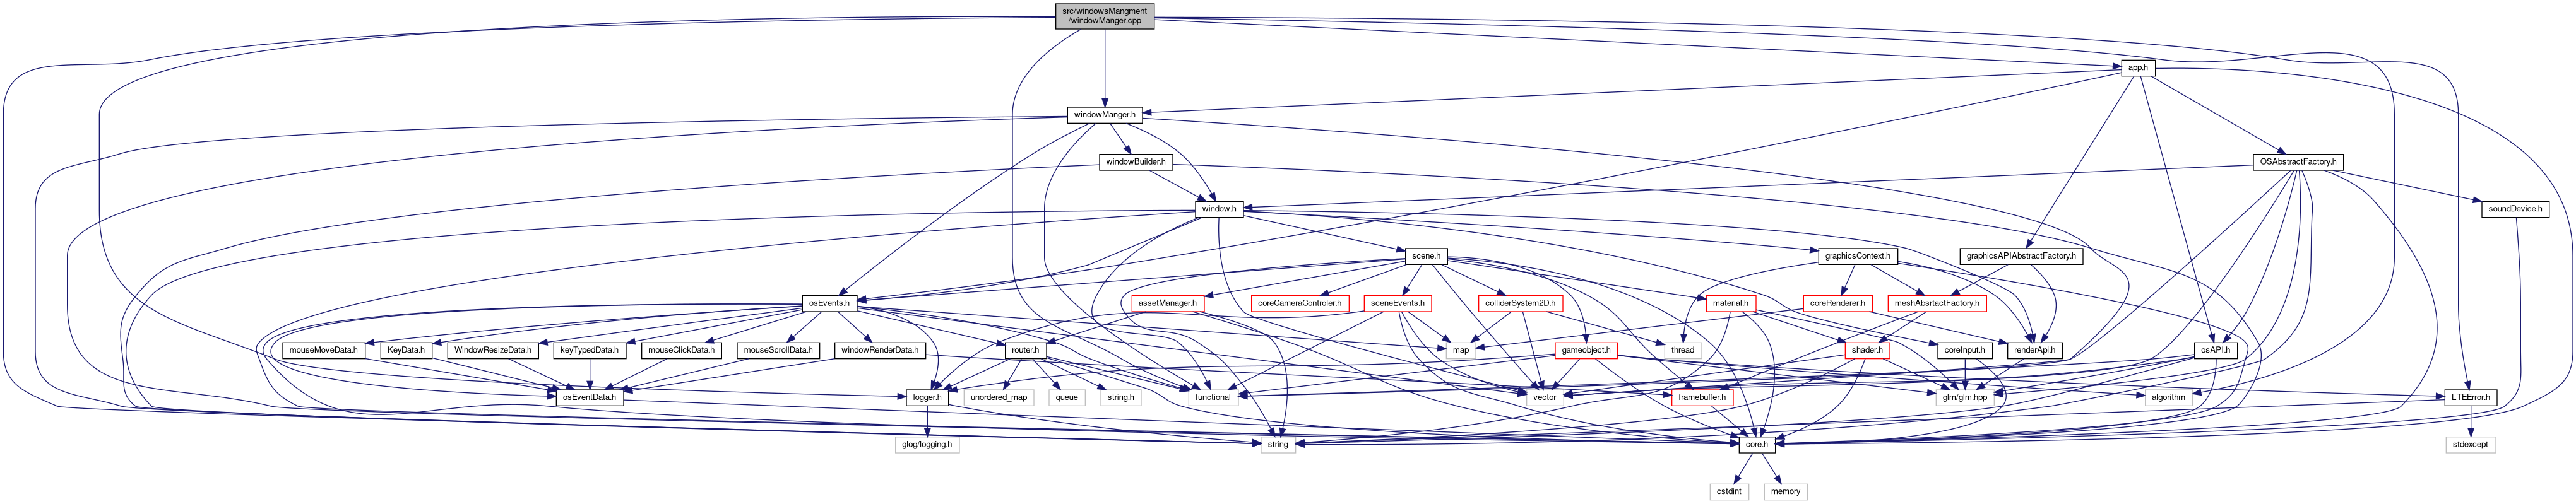 src/windowsMangment
/windowManger.cpp
app.h
windowManger.h
windowBuilder.h
OSAbstractFactory.h
window.h
soundDevice.h
scene.h
graphicsContext.h
graphicsAPIAbstractFactory.h
osEvents.h
assetManager.h
coreCameraControler.h
sceneEvents.h
colliderSystem2D.h
material.h
coreRenderer.h
meshAbsrtactFactory.h
mouseMoveData.h
KeyData.h
WindowResizeData.h
keyTypedData.h
mouseClickData.h
mouseScrollData.h
windowRenderData.h
router.h
map
gameobject.h
thread
shader.h
coreInput.h
renderApi.h
osAPI.h
osEventData.h
logger.h
unordered_map
queue
string.h
functional
vector
framebuffer.h
glm/glm.hpp
algorithm
LTEError.h
glog/logging.h
string
core.h
stdexcept
cstdint
memory